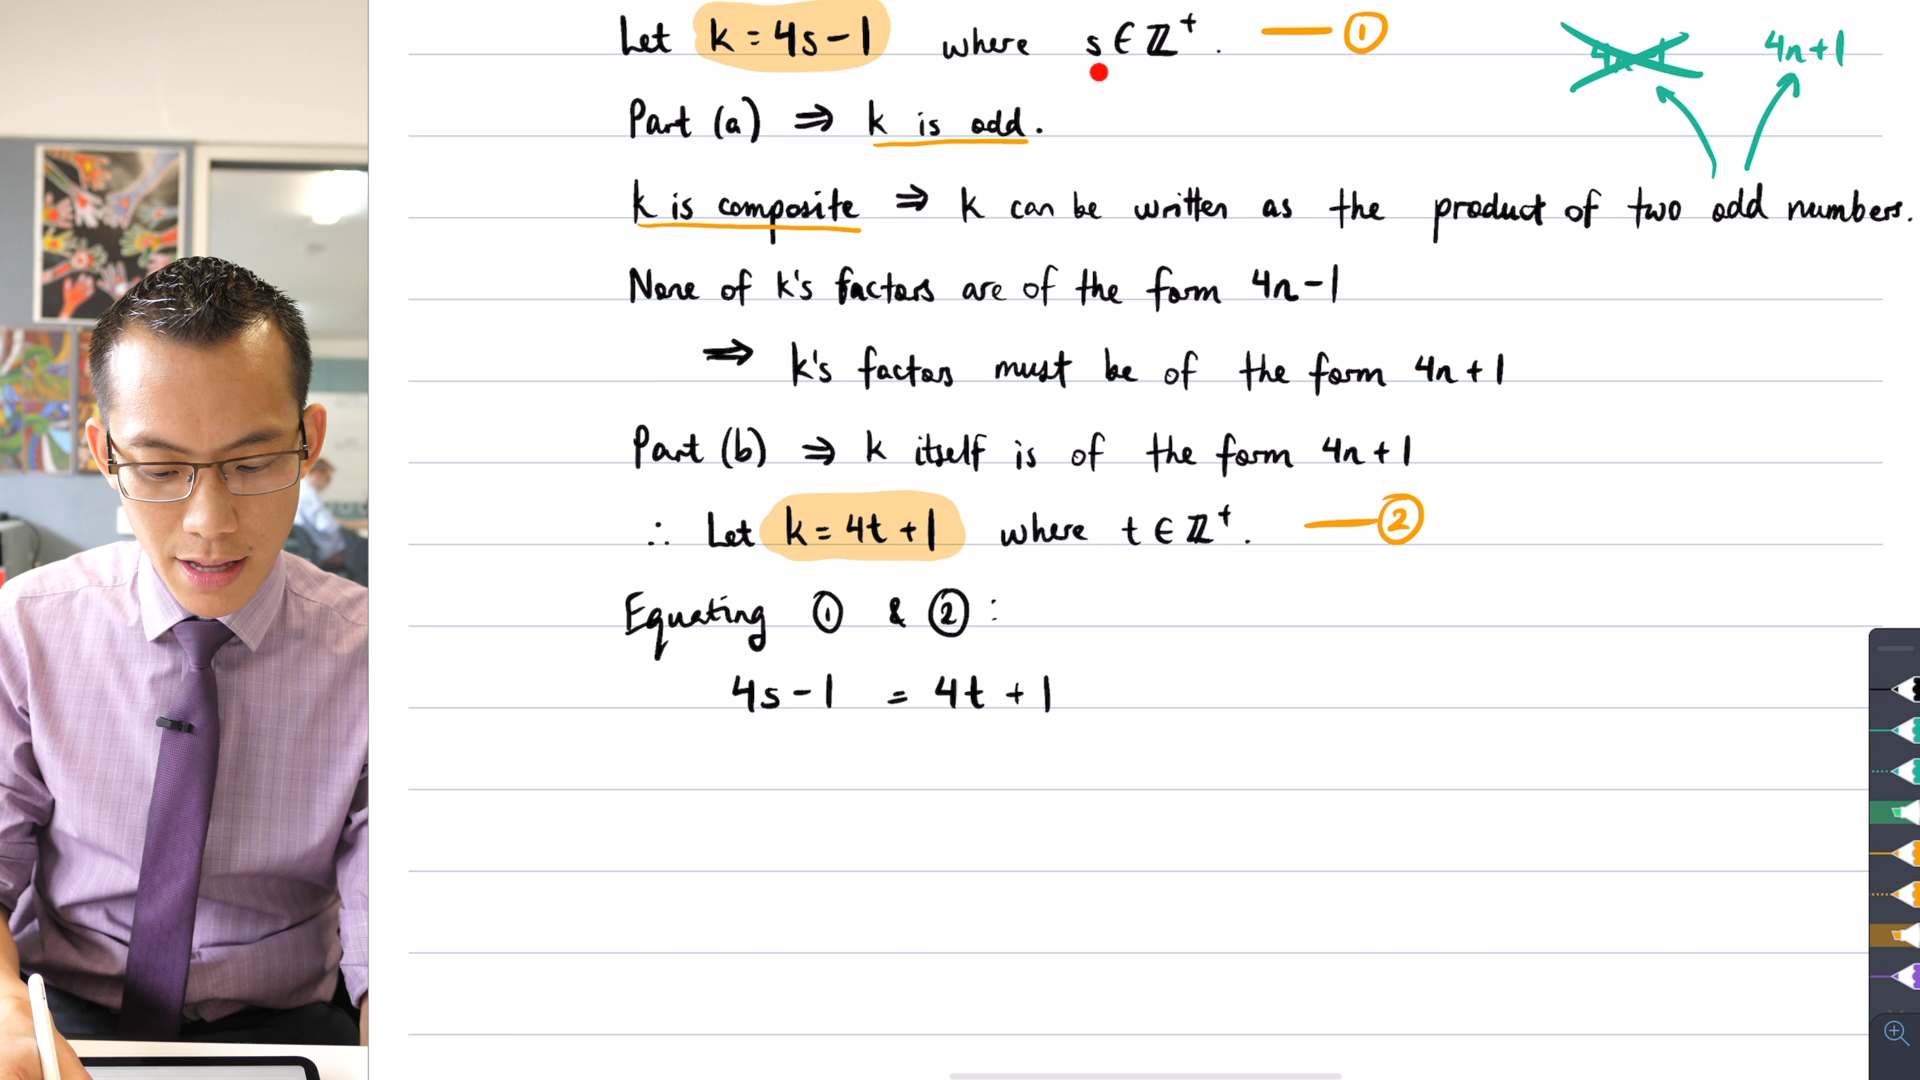 Let k = 4s - 1 where s ∈ ℤ⁺. — ①
4n+1
Part (a) ⇒ k is odd.
k is composite ⇒ k can be written as the product of two odd numbers.
None of k's factors are of the form 4n-1
⇒ k's factors must be of the form 4n+1
Part (b) ⇒ k itself is of the form 4n+1
∴ Let k = 4t + 1 where t ∈ ℤ⁺. — ②
Equating ① & ② :
4s - 1 = 4t + 1